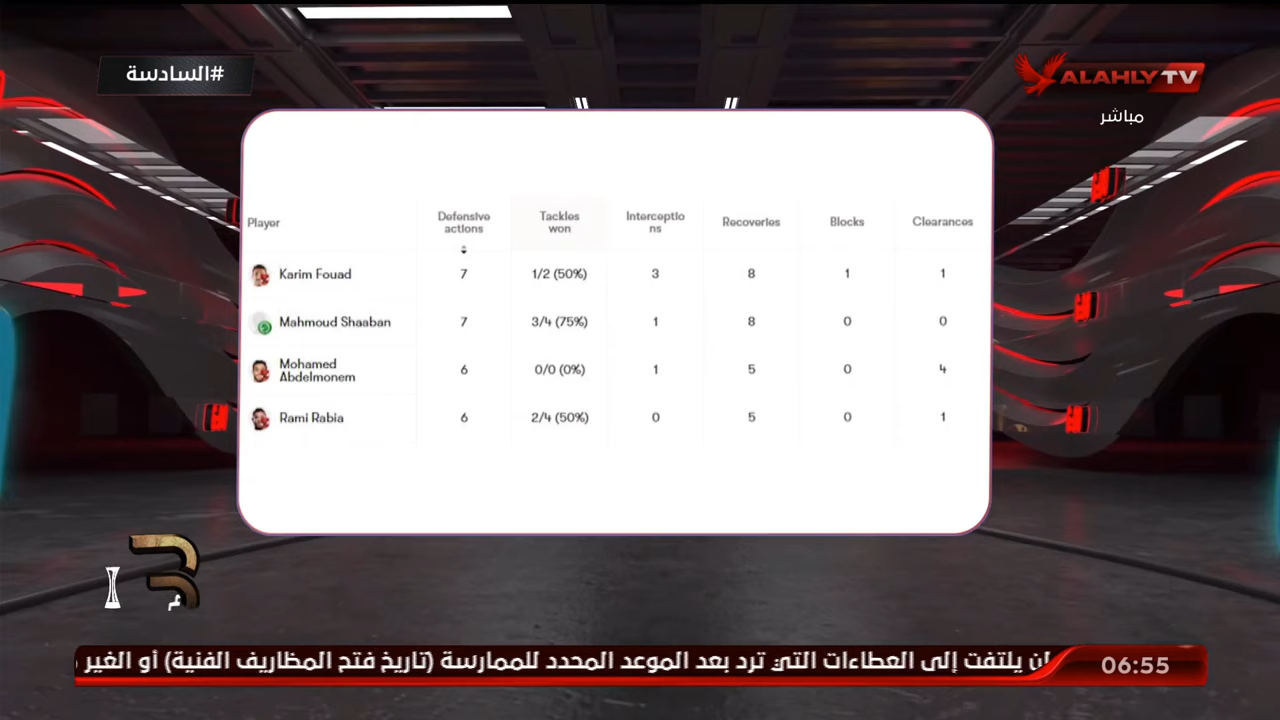 #السادسة
ALAHLY TV
مباشر
Player
Defensive actions
Tackles won
Interceptio
ns
Recoveries
Blocks
Clearances
Karim Fouad 7 1/2 (50%) 3 8 1 1
Mahmoud Shaaban 7 3/4 (75%) 1 8 0 0
Mohamed
Abdelmonem 6 0/0 (0%) 1 5 0 4
Rami Rabia 6 2/4 (50%) 0 5 0 1
لن يلتفت إلى العطاءات التي ترد بعد الموعد المحدد للممارسة (تاريخ فتح المظاريف الفنية) أو الغير
06:55